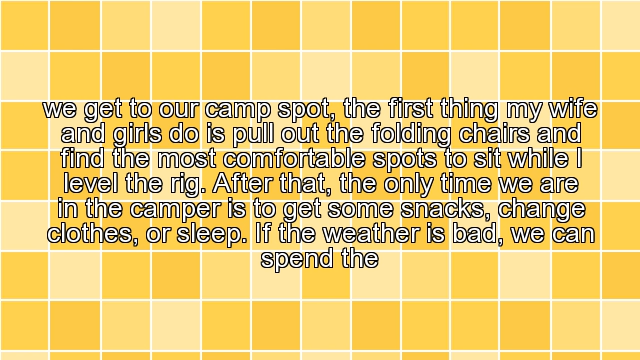 we get to our camp spot, the first thing my wife
and girls do is pull out the folding chairs and
find the most comfortable spots to sit while I
level the rig. After that, the only time we are
in the camper is to get some snacks, change
clothes, or sleep. If the weather is bad, we can
spend the